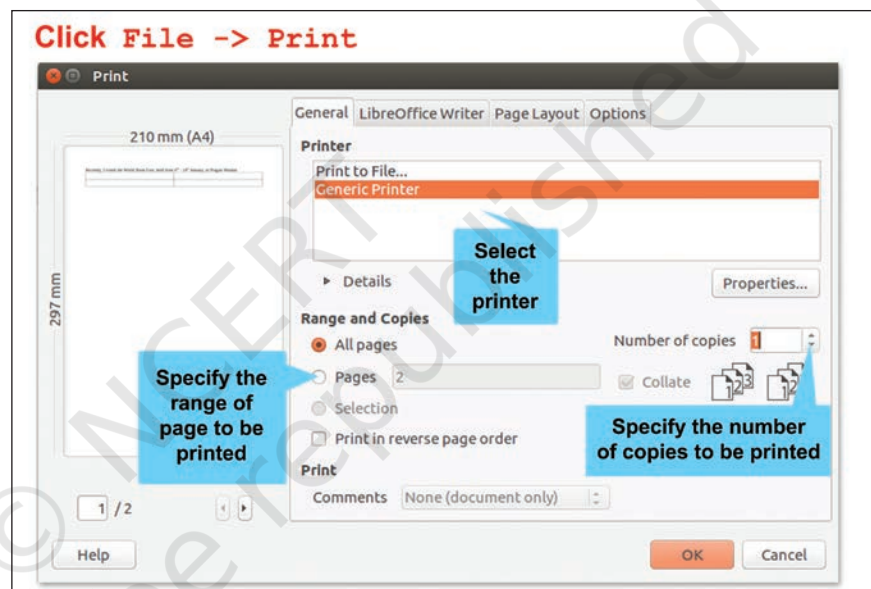 Click File -> Print
Print
General LibreOffice Writer Page Layout Options
210 mm (A4)
297 mm
Printer
Print to File...
Generic Printer
Select
the
printer
Details
Properties...
Range and Copies
All pages
Number of copies 1
Pages 2
Collate
Selection
Print in reverse page order
Specify the
range of
page to be
printed
Specify the number
of copies to be printed
Print
Comments None (document only)
1 / 2
Help
OK Cancel
© NCERT
be republished